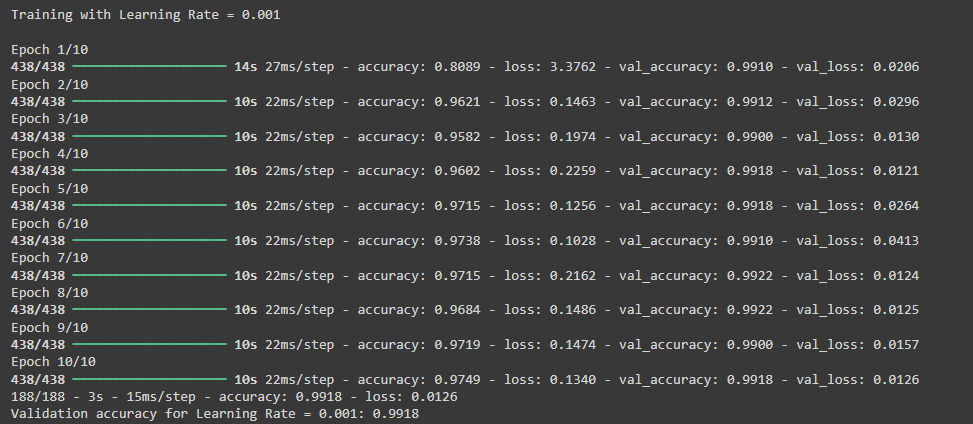 Training with Learning Rate = 0.001
Epoch 1/10
438/438 ━━━━━━━━━━━━━━━━━━━━ 14s 27ms/step - accuracy: 0.8089 - loss: 3.3762 - val_accuracy: 0.9910 - val_loss: 0.0206
Epoch 2/10
438/438 ━━━━━━━━━━━━━━━━━━━━ 10s 22ms/step - accuracy: 0.9621 - loss: 0.1463 - val_accuracy: 0.9912 - val_loss: 0.0296
Epoch 3/10
438/438 ━━━━━━━━━━━━━━━━━━━━ 10s 22ms/step - accuracy: 0.9582 - loss: 0.1974 - val_accuracy: 0.9900 - val_loss: 0.0130
Epoch 4/10
438/438 ━━━━━━━━━━━━━━━━━━━━ 10s 22ms/step - accuracy: 0.9602 - loss: 0.2259 - val_accuracy: 0.9918 - val_loss: 0.0121
Epoch 5/10
438/438 ━━━━━━━━━━━━━━━━━━━━ 10s 22ms/step - accuracy: 0.9715 - loss: 0.1256 - val_accuracy: 0.9918 - val_loss: 0.0264
Epoch 6/10
438/438 ━━━━━━━━━━━━━━━━━━━━ 10s 22ms/step - accuracy: 0.9738 - loss: 0.1028 - val_accuracy: 0.9910 - val_loss: 0.0413
Epoch 7/10
438/438 ━━━━━━━━━━━━━━━━━━━━ 10s 22ms/step - accuracy: 0.9715 - loss: 0.2162 - val_accuracy: 0.9922 - val_loss: 0.0124
Epoch 8/10
438/438 ━━━━━━━━━━━━━━━━━━━━ 10s 22ms/step - accuracy: 0.9684 - loss: 0.1486 - val_accuracy: 0.9922 - val_loss: 0.0125
Epoch 9/10
438/438 ━━━━━━━━━━━━━━━━━━━━ 10s 22ms/step - accuracy: 0.9719 - loss: 0.1474 - val_accuracy: 0.9900 - val_loss: 0.0157
Epoch 10/10
438/438 ━━━━━━━━━━━━━━━━━━━━ 10s 22ms/step - accuracy: 0.9749 - loss: 0.1340 - val_accuracy: 0.9918 - val_loss: 0.0126
188/188 - 3s - 15ms/step - accuracy: 0.9918 - loss: 0.0126
Validation accuracy for Learning Rate = 0.001: 0.9918